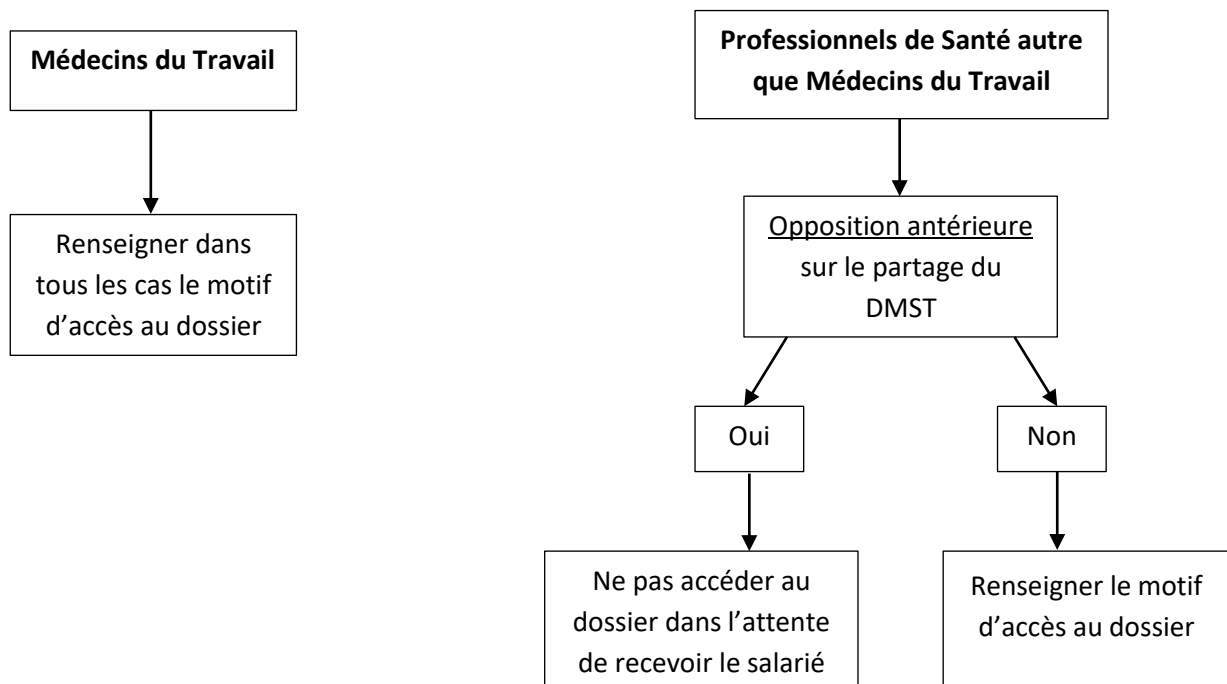 Médecins du Travail
Renseigner dans
tous les cas le motif
d’accès au dossier
Professionnels de Santé autre
que Médecins du Travail
Opposition antérieure
sur le partage du
DMST
Oui
Non
Ne pas accéder au
dossier dans l’attente
de recevoir le salarié
Renseigner le motif
d’accès au dossier